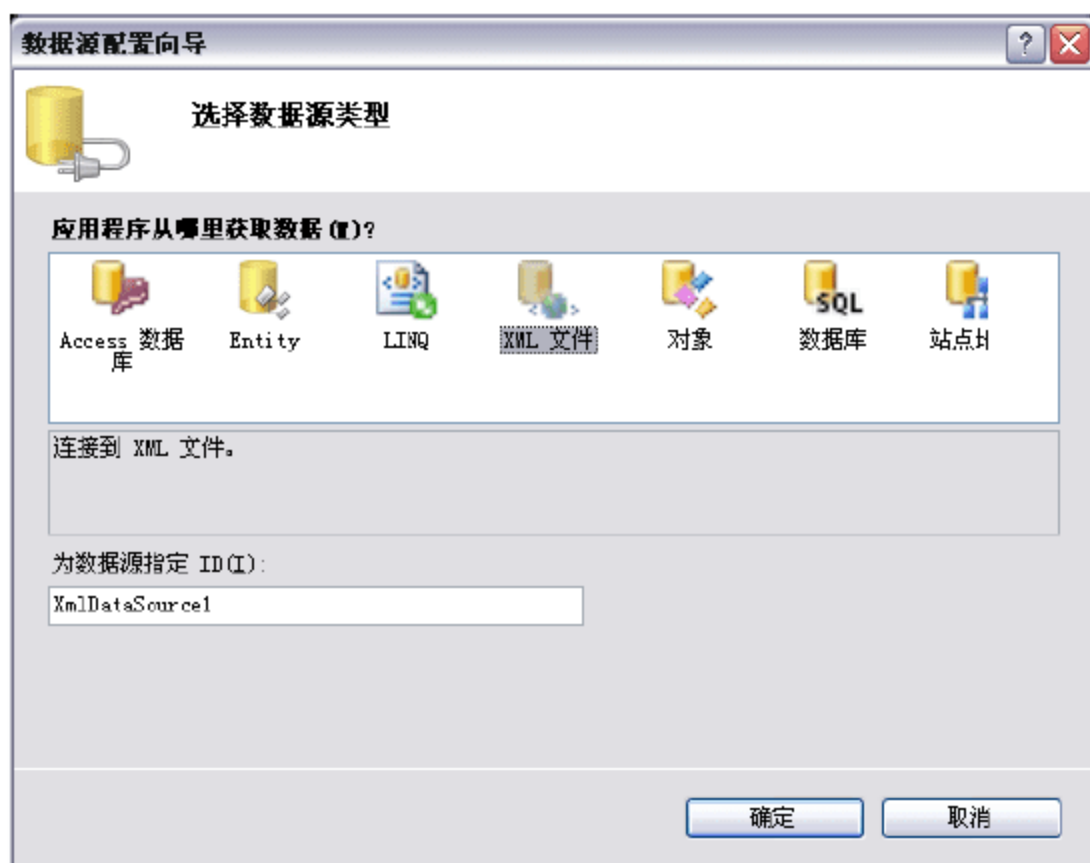 数据源配置向导
?
选择数据源类型
应用程序从哪里获取数据(W)?
Access 数据库
Entity
LINQ
XML 文件
对象
SQL
数据库
站点
连接到 XML 文件。
为数据源指定 ID(I):
XmlDataSource1
确定
取消